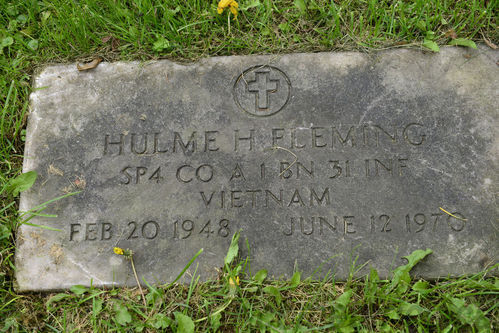 HULME H FLEMING
SP4 CO A 1 BN 31 INF
VIETNAM
FEB 20 1948 JUNE 12 1970